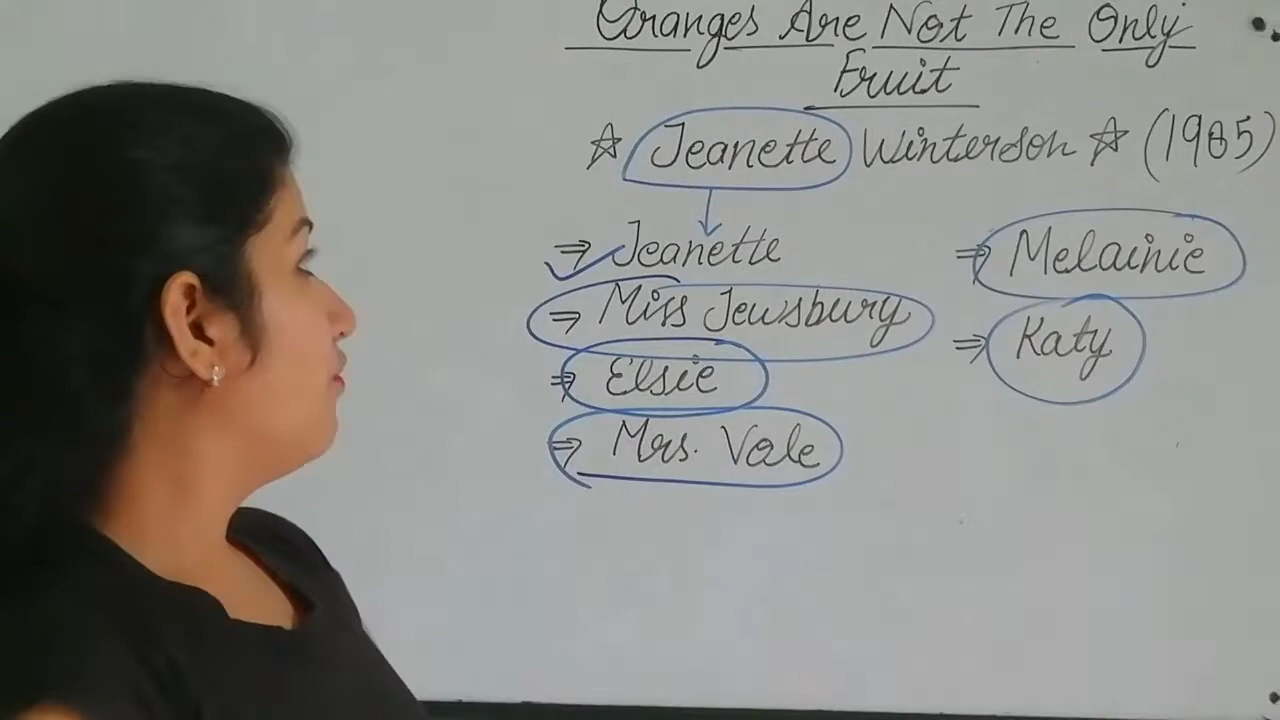 Oranges Are Not The Only
Fruit
☆ Jeanette Winterson ☆ (1985)
⇒ Jeanette
⇒ Miss Jewsbury
⇒ Elsie
⇒ Mrs. Vale
⇒ Melainie
⇒ Katy